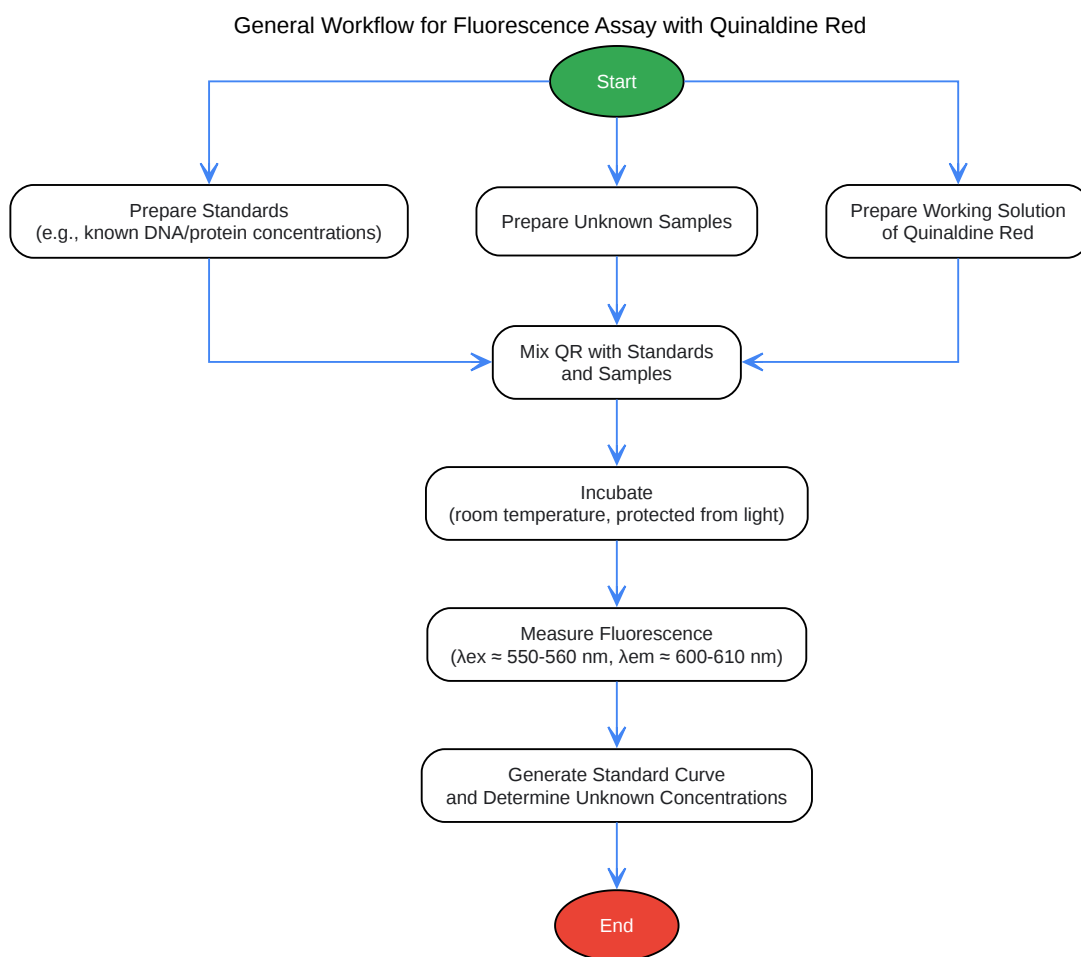 General Workflow for Fluorescence Assay with Quinaldine Red
Start
Prepare Standards
(e.g., known DNA/protein concentrations)
Prepare Unknown Samples
Prepare Working Solution
of Quinaldine Red
Mix QR with Standards
and Samples
Incubate
(room temperature, protected from light)
Measure Fluorescence
(λex ≈ 550-560 nm, λem ≈ 600-610 nm)
Generate Standard Curve
and Determine Unknown Concentrations
End